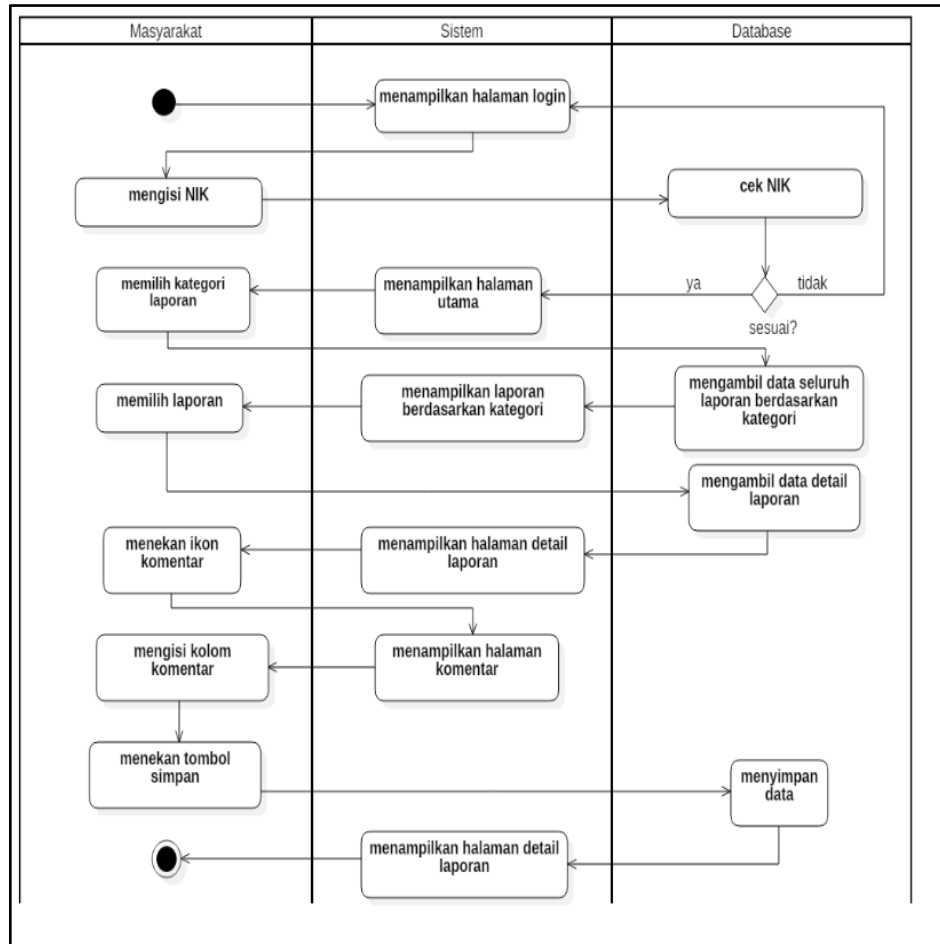 Masyarakat
Sistem
Database
menampilkan halaman login
mengisi NIK
cek NIK
memilih kategori
laporan
menampilkan halaman
utama
ya
tidak
sesuai?
memilih laporan
menampilkan laporan
berdasarkan kategori
mengambil data seluruh
laporan berdasarkan
kategori
mengambil data detail
laporan
menekan ikon
komentar
menampilkan halaman detail
laporan
mengisi kolom
komentar
menampilkan halaman
komentar
menekan tombol
simpan
menyimpan
data
menampilkan halaman detail
laporan